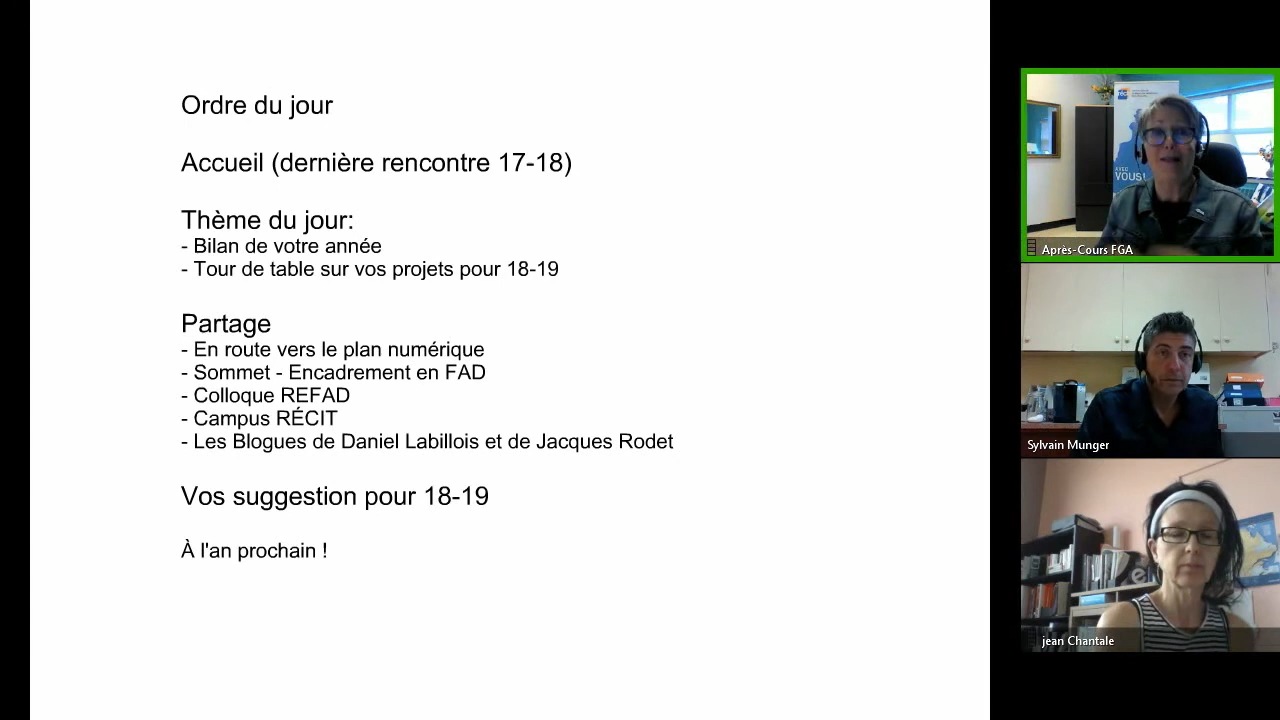 Ordre du jour
Accueil (dernière rencontre 17-18)
Thème du jour:
- Bilan de votre année
- Tour de table sur vos projets pour 18-19
Partage
- En route vers le plan numérique
- Sommet - Encadrement en FAD
- Colloque REFAD
- Campus RÉCIT
- Les Blogues de Daniel Labillois et de Jacques Rodet
Vos suggestion pour 18-19
À l'an prochain !
AVEC
VOUS!
Après-Cours FGA
Sylvain Munger
jean Chantale